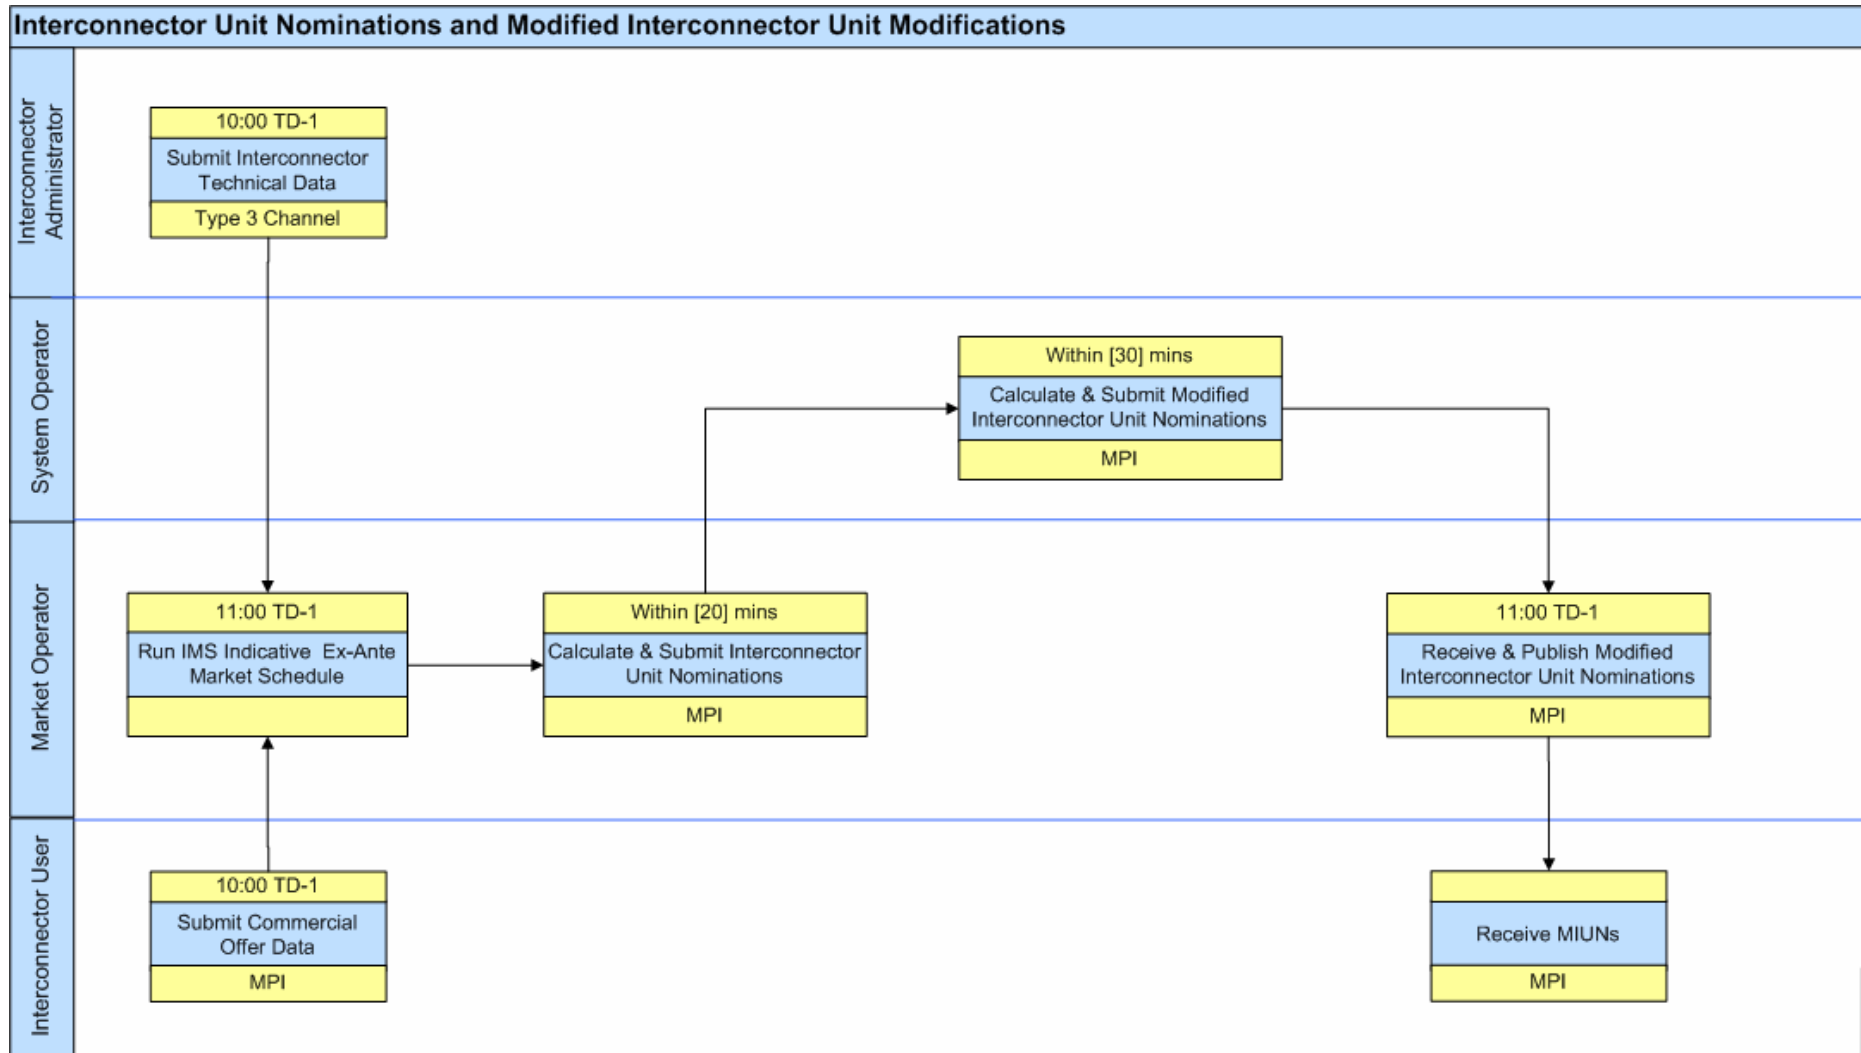 Interconnector Unit Nominations and Modified Interconnector Unit Modifications
Interconnector
Administrator
10:00 TD-1
Submit Interconnector
Technical Data
Type 3 Channel
System Operator
Within [30] mins
Calculate & Submit Modified
Interconnector Unit Nominations
MPI
Market Operator
11:00 TD-1
Run IMS Indicative Ex-Ante
Market Schedule
Within [20] mins
Calculate & Submit Interconnector
Unit Nominations
MPI
11:00 TD-1
Receive & Publish Modified
Interconnector Unit Nominations
MPI
Interconnector User
10:00 TD-1
Submit Commercial
Offer Data
MPI
Receive MIUNs
MPI